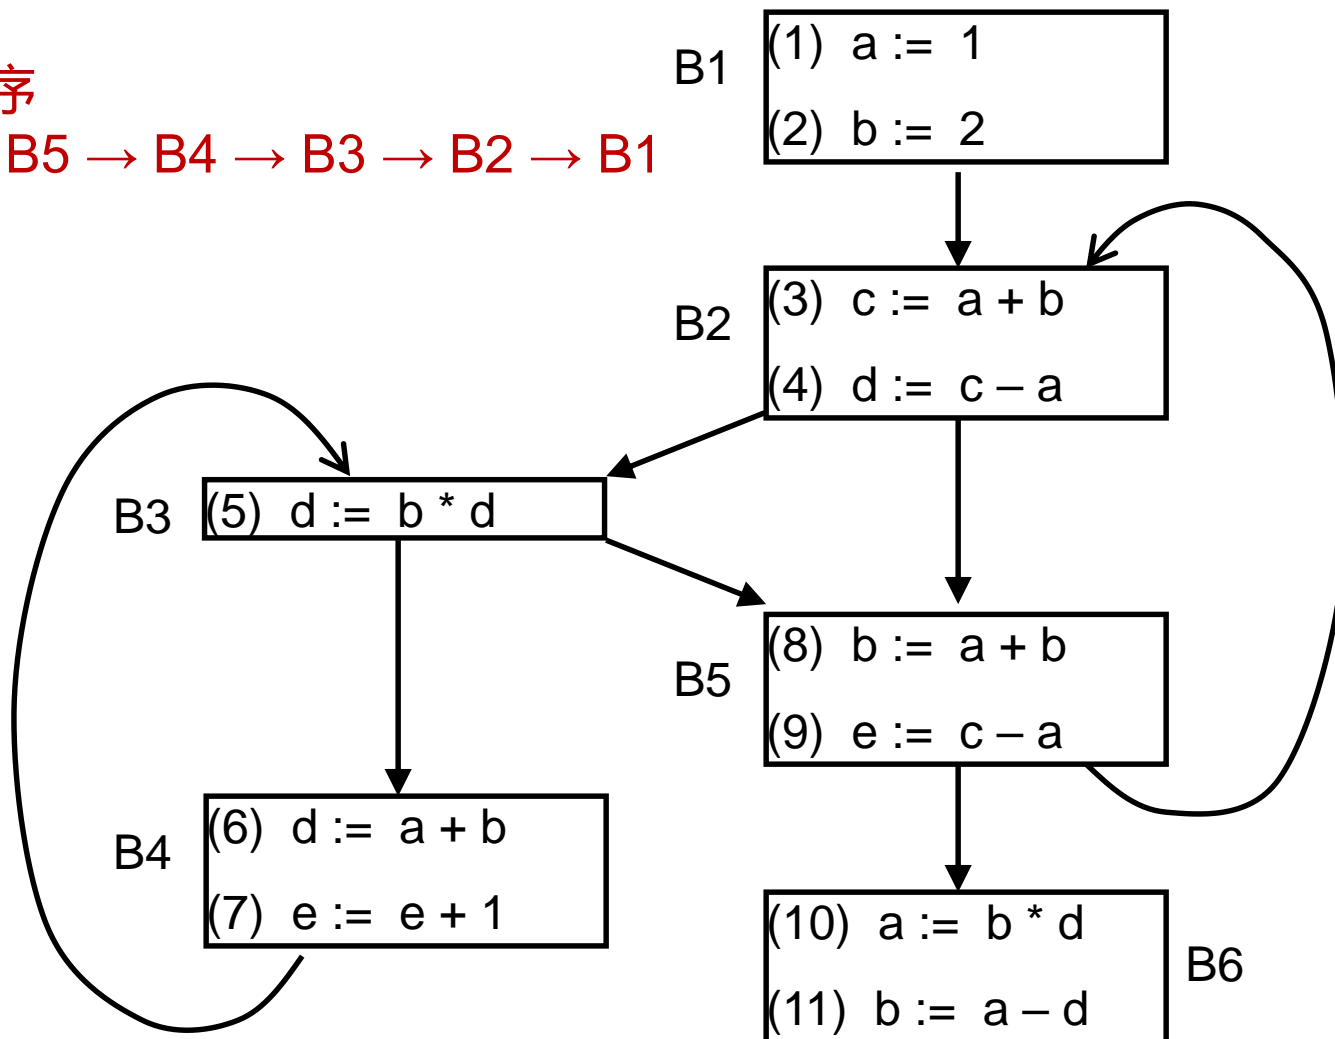 序
B5 → B4 → B3 → B2 → B1
B1
(1) a := 1
(2) b := 2
B2
(3) c := a + b
(4) d := c – a
B3
(5) d := b * d
B5
(8) b := a + b
(9) e := c – a
B4
(6) d := a + b
(7) e := e + 1
(10) a := b * d
B6
(11) b := a – d